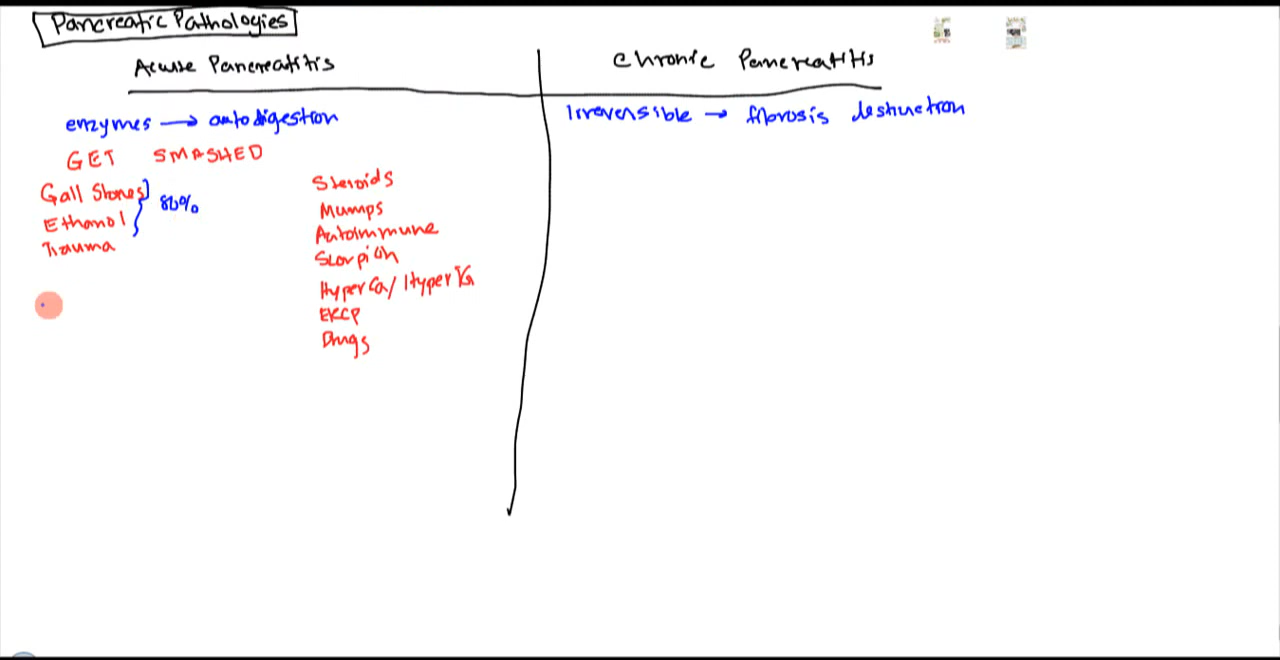 Pancreatic Pathologies
Acute Pancreatitis
enzymes → autodigestion
GET SMASHED
Gall Stones
Ethanol
80%
Trauma
Steroids
Mumps
Autoimmune
Scorpion
HyperCa/ HyperTG
ERCP
Drugs
Chronic Pancreatitis
Irreversible → fibrosis destruction